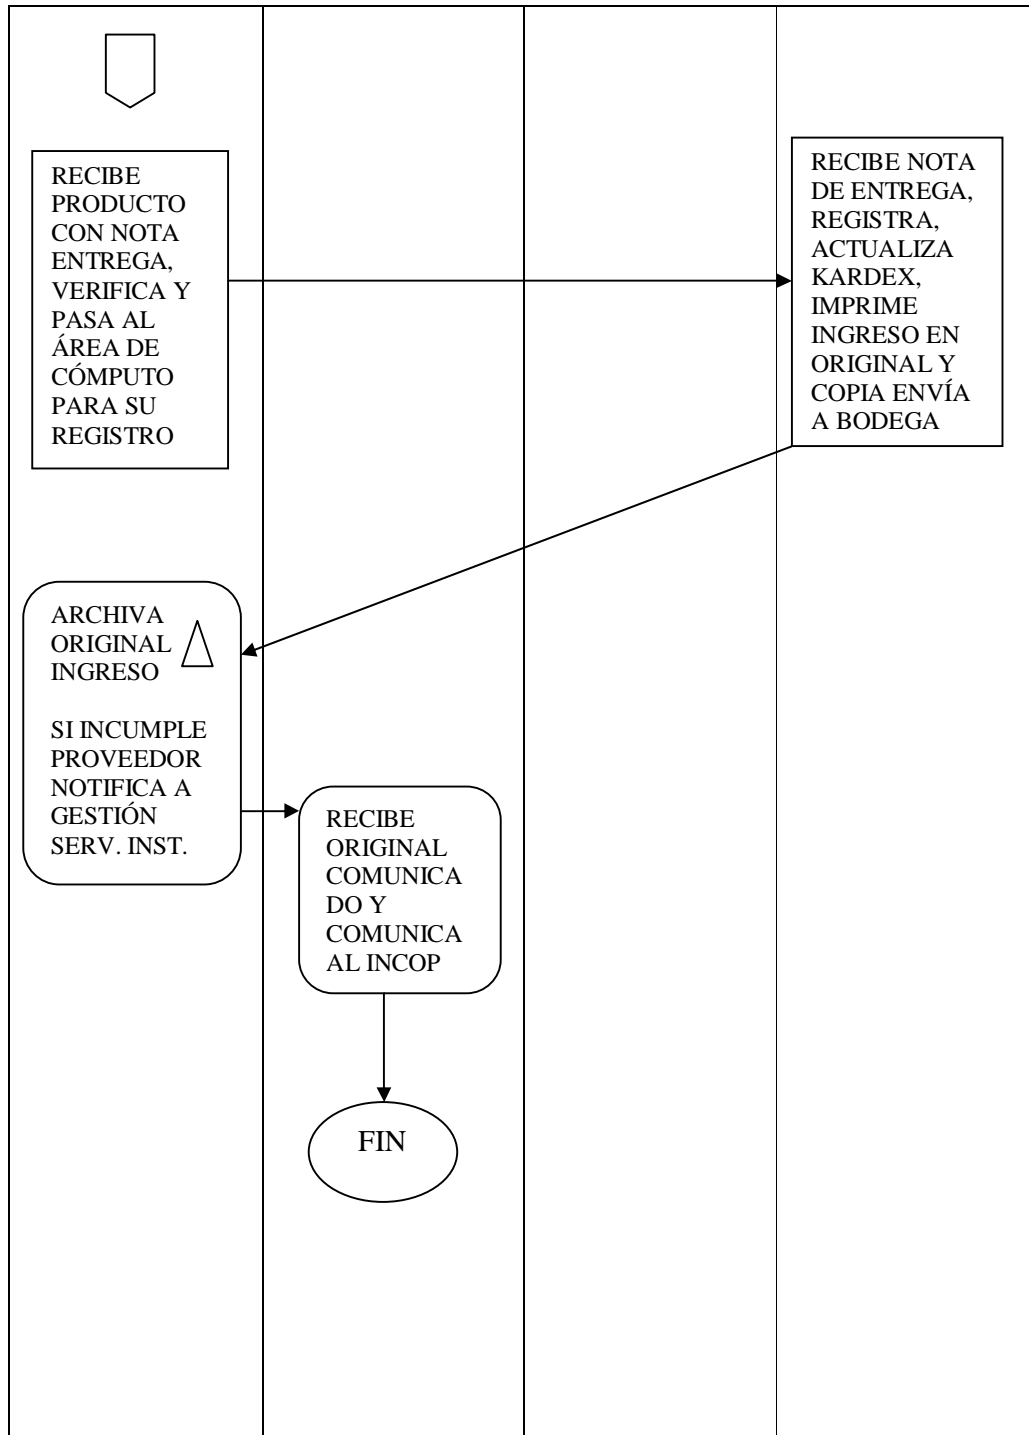 RECIBE
PRODUCTO
CON NOTA
ENTREGA,
VERIFICA Y
PASA AL
ÁREA DE
CÓMPUTO
PARA SU
REGISTRO
RECIBE NOTA
DE ENTREGA,
REGISTRA,
ACTUALIZA
KARDEX,
IMPRIME
INGRESO EN
ORIGINAL Y
COPIA ENVÍA
A BODEGA
ARCHIVA
ORIGINAL
INGRESO
SI INCUMPLE
PROVEEDOR
NOTIFICA A
GESTIÓN
SERV. INST.
RECIBE
ORIGINAL
COMUNICA
DO Y
COMUNICA
AL INCOP
FIN